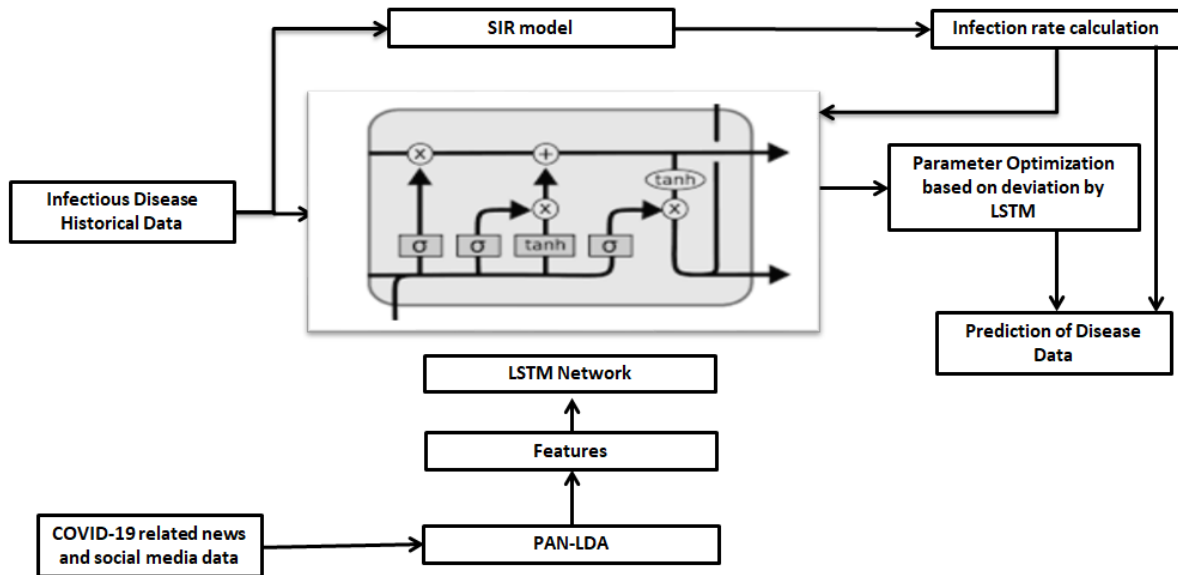 SIR model
Infection rate calculation
x
+
tanh
x
x
σ
σ
tanh
σ
Infectious Disease
Historical Data
Parameter Optimization
based on deviation by
LSTM
Prediction of Disease
Data
LSTM Network
Features
COVID-19 related news
and social media data
PAN-LDA